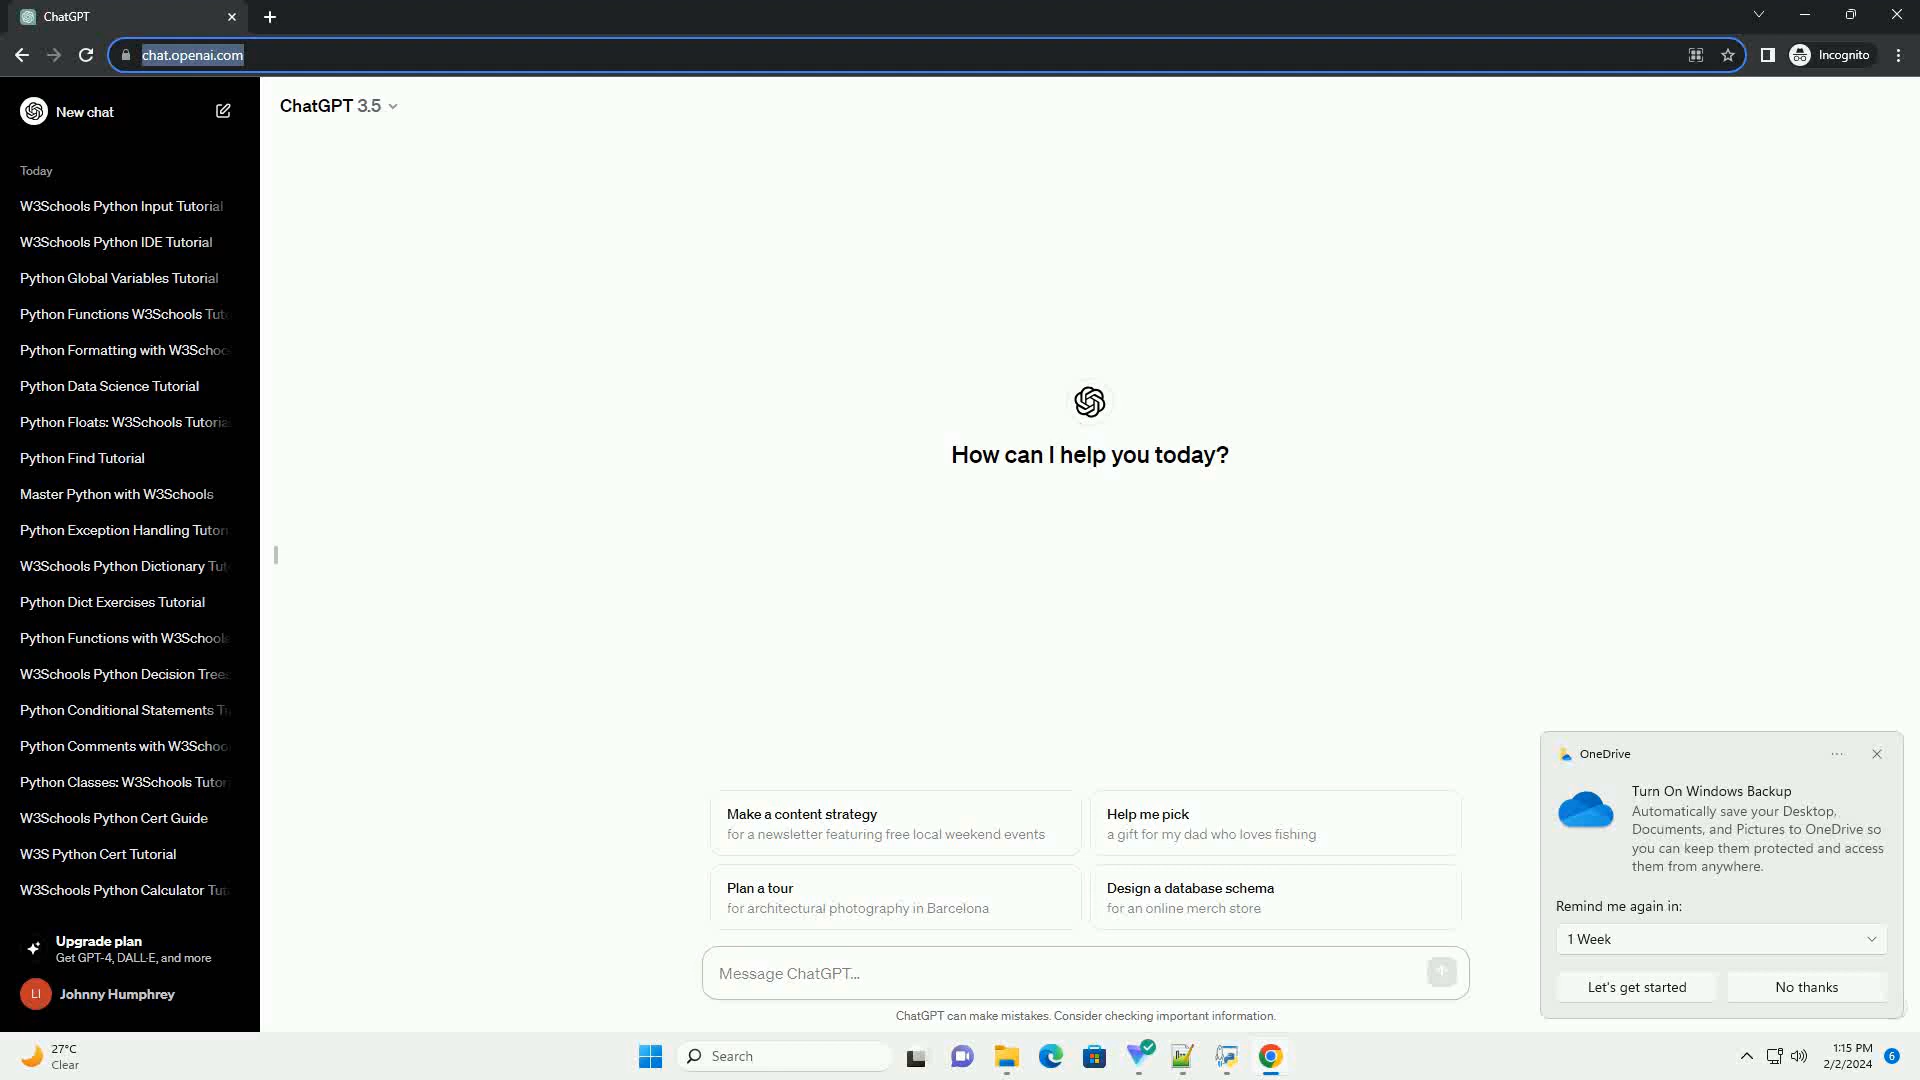 ChatGPT
chat.openai.com
Incognito
New chat
ChatGPT 3.5
Today
W3Schools Python Input Tutorial
W3Schools Python IDE Tutorial
Python Global Variables Tutorial
Python Functions W3Schools Tut
Python Formatting with W3Schoo
Python Data Science Tutorial
Python Floats: W3Schools Tutoria
Python Find Tutorial
Master Python with W3Schools
Python Exception Handling Tutori
W3Schools Python Dictionary Tut
Python Dict Exercises Tutorial
Python Functions with W3Schools
W3Schools Python Decision Trees
Python Conditional Statements Tu
Python Comments with W3Schoo
Python Classes: W3Schools Tutor
W3Schools Python Cert Guide
W3S Python Cert Tutorial
W3Schools Python Calculator Tut
Upgrade plan
Get GPT-4, DALL·E, and more
LI
Johnny Humphrey
How can I help you today?
Make a content strategy
for a newsletter featuring free local weekend events
Help me pick
a gift for my dad who loves fishing
Plan a tour
for architectural photography in Barcelona
Design a database schema
for an online merch store
Message ChatGPT...
ChatGPT can make mistakes. Consider checking important information.
OneDrive
Turn On Windows Backup
Automatically save your Desktop,
Documents, and Pictures to OneDrive so
you can keep them protected and access
them from anywhere.
Remind me again in:
1 Week
Let's get started
No thanks
27°C
Clear
Search
1:15 PM
2/2/2024
6